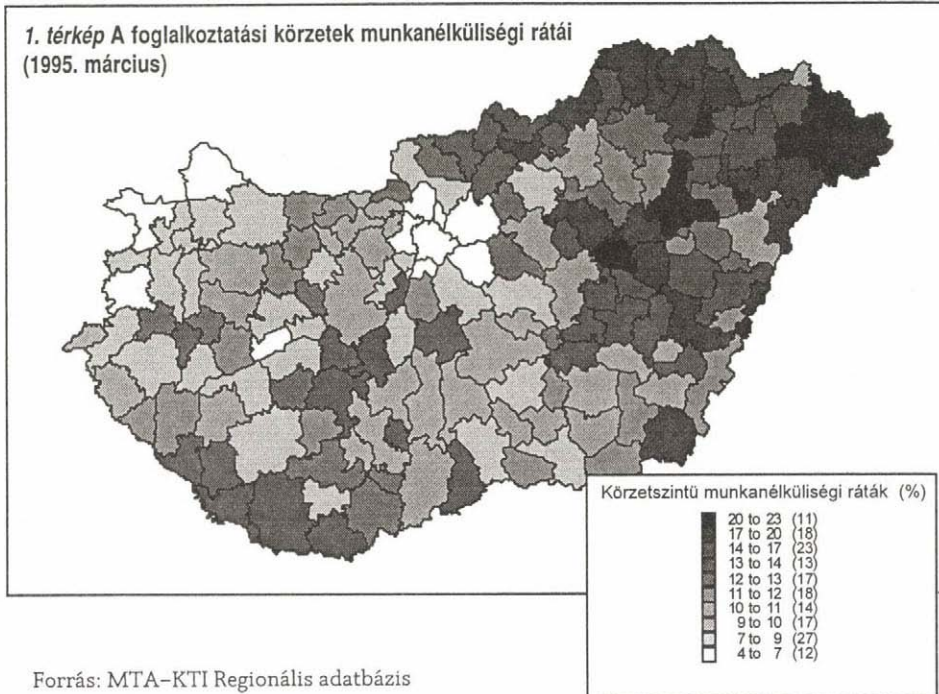 1. térkép A foglalkoztatási körzetek munkanélküliségi rátái
(1995. március)
Körzetszintü munkanélküliségi ráták (%)
20 to 23 (11)
17 to 20 (18)
14 to 17 (23)
13 to 14 (13)
12 to 13 (17)
11 to 12 (18)
10 to 11 (14)
9 to 10 (17)
7 to 9 (27)
4 to 7 (12)
Forrás: MTA–KTI Regionális adatbázis